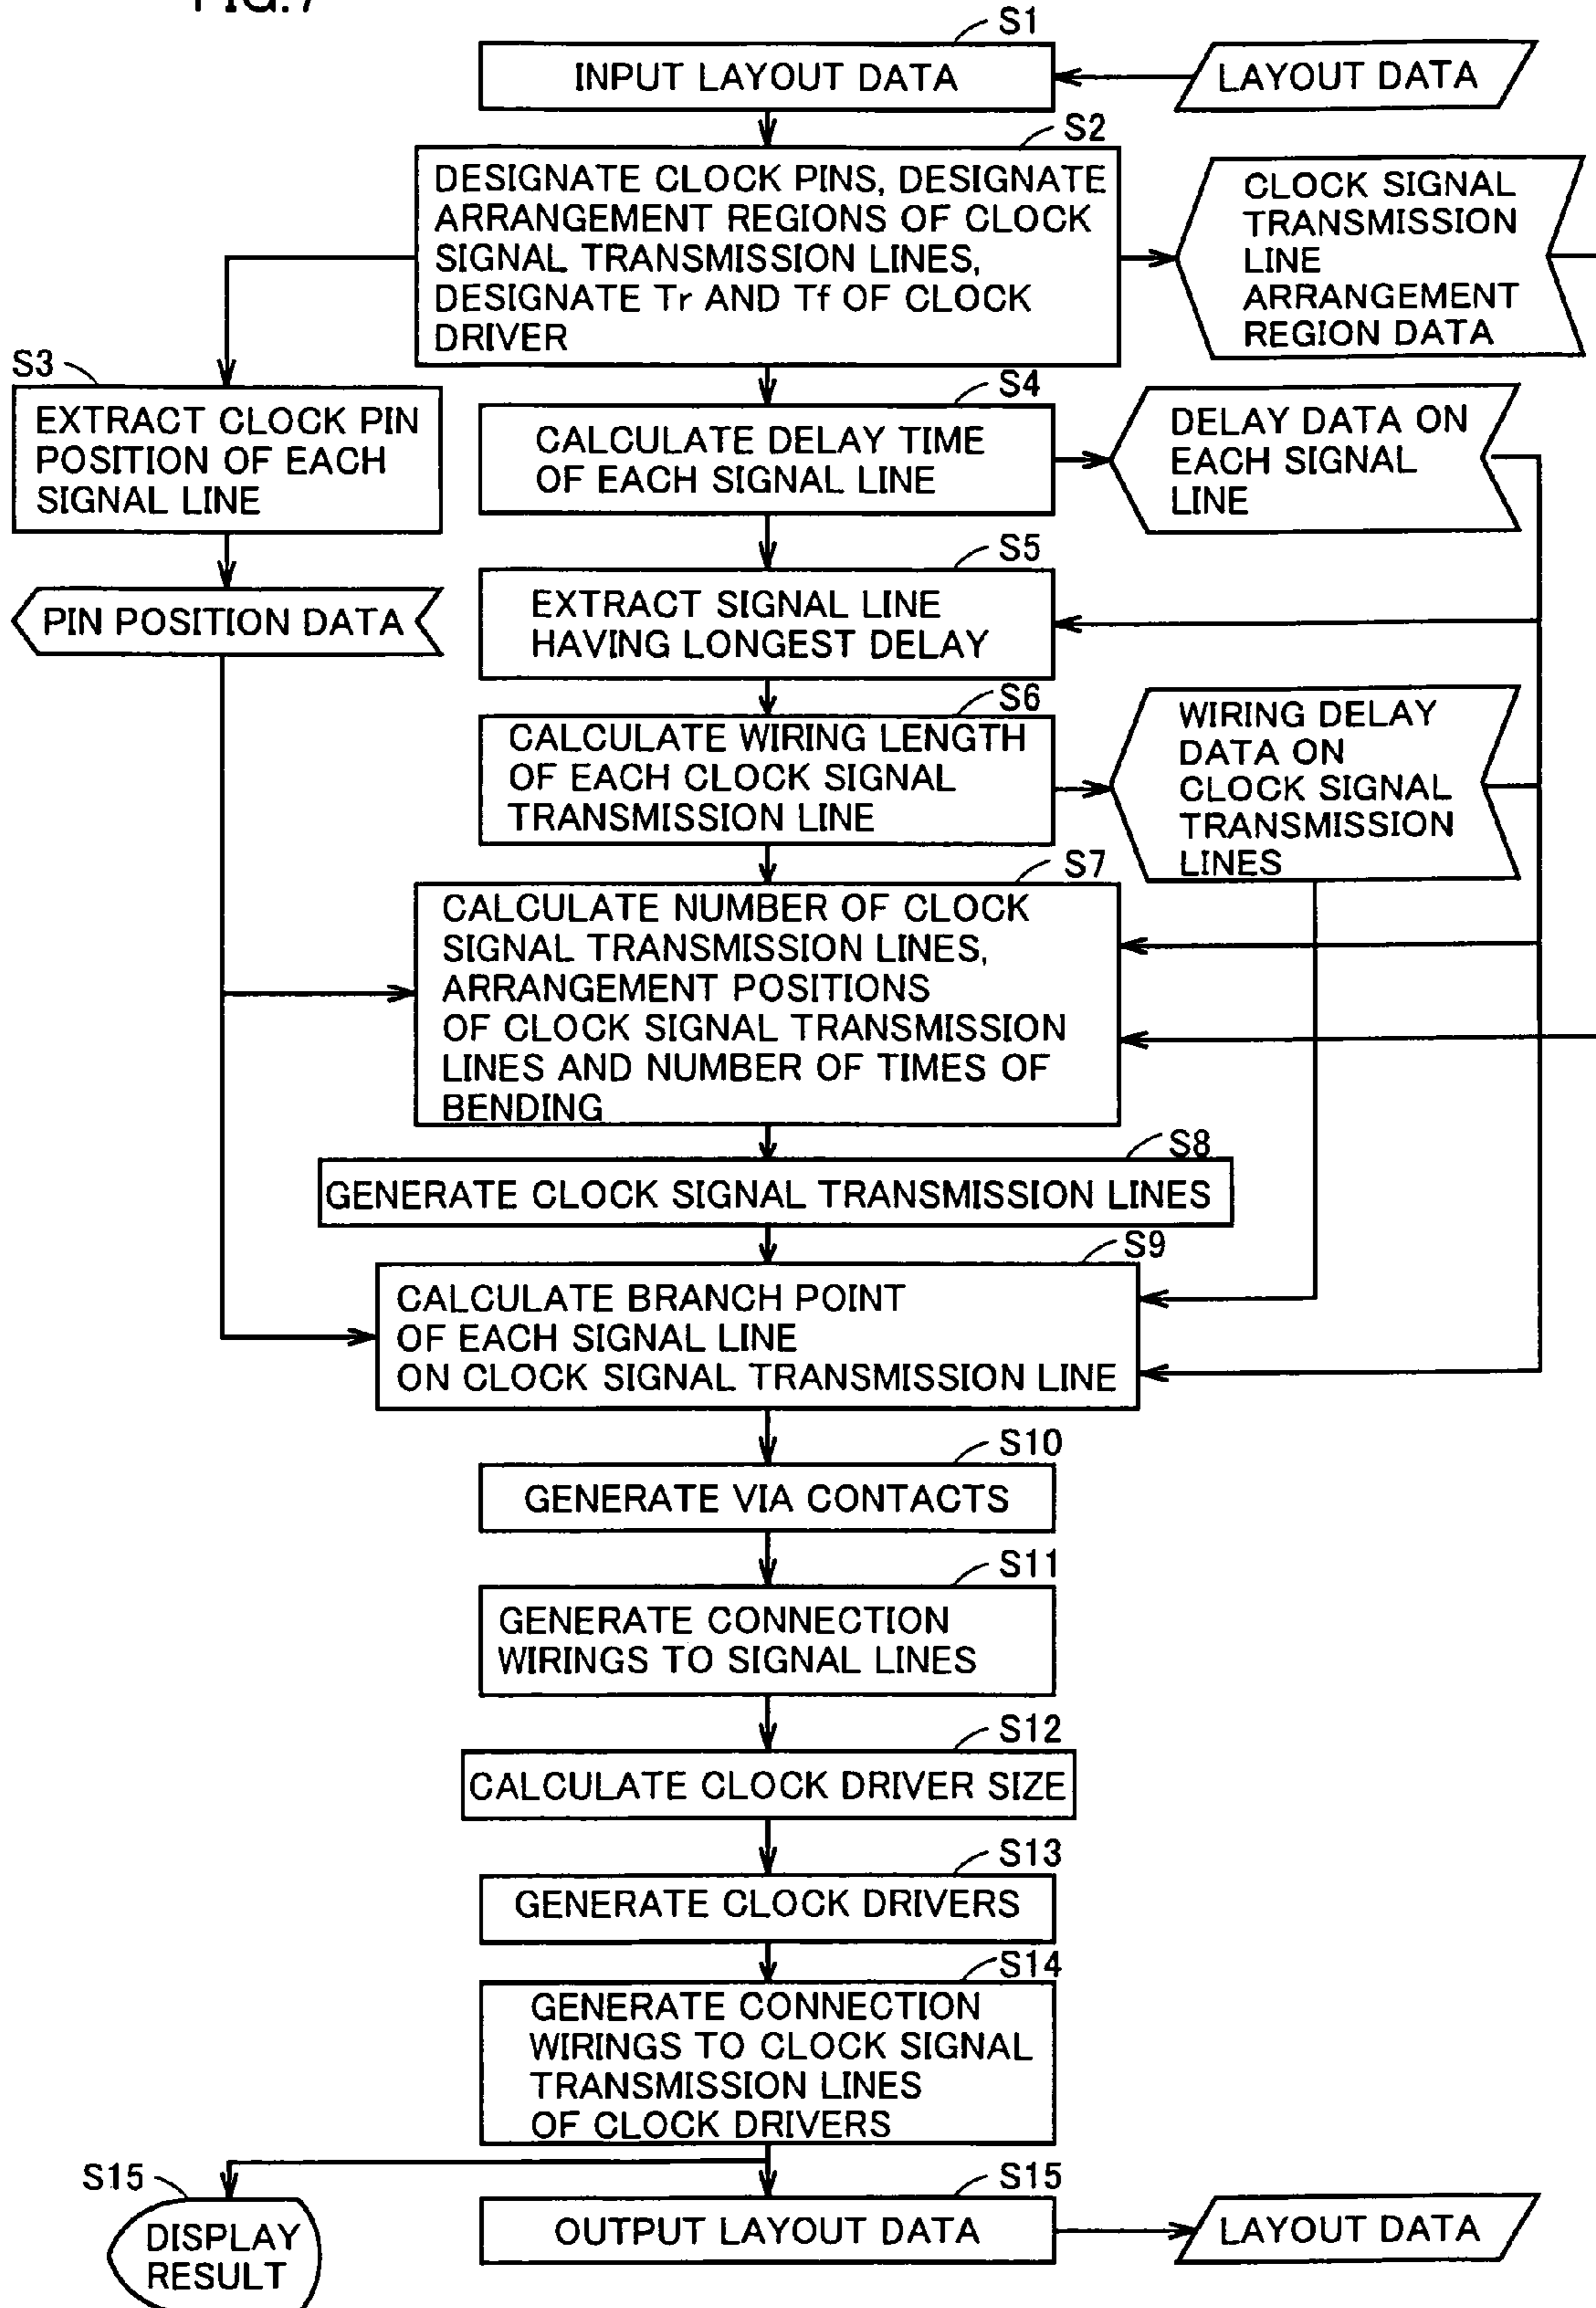 FIG.7
S1
INPUT LAYOUT DATA
LAYOUT DATA
S2
DESIGNATE CLOCK PINS, DESIGNATE
ARRANGEMENT REGIONS OF CLOCK
SIGNAL TRANSMISSION LINES,
DESIGNATE Tr AND Tf OF CLOCK
DRIVER
CLOCK SIGNAL
TRANSMISSION
LINE
ARRANGEMENT
REGION DATA
S3
EXTRACT CLOCK PIN
POSITION OF EACH
SIGNAL LINE
S4
CALCULATE DELAY TIME
OF EACH SIGNAL LINE
DELAY DATA ON
EACH SIGNAL
LINE
PIN POSITION DATA
S5
EXTRACT SIGNAL LINE
HAVING LONGEST DELAY
S6
CALCULATE WIRING LENGTH
OF EACH CLOCK SIGNAL
TRANSMISSION LINE
WIRING DELAY
DATA ON
CLOCK SIGNAL
TRANSMISSION
LINES
S7
CALCULATE NUMBER OF CLOCK
SIGNAL TRANSMISSION LINES,
ARRANGEMENT POSITIONS
OF CLOCK SIGNAL TRANSMISSION
LINES AND NUMBER OF TIMES OF
BENDING
S8
GENERATE CLOCK SIGNAL TRANSMISSION LINES
S9
CALCULATE BRANCH POINT
OF EACH SIGNAL LINE
ON CLOCK SIGNAL TRANSMISSION LINE
S10
GENERATE VIA CONTACTS
S11
GENERATE CONNECTION
WIRINGS TO SIGNAL LINES
S12
CALCULATE CLOCK DRIVER SIZE
S13
GENERATE CLOCK DRIVERS
S14
GENERATE CONNECTION
WIRINGS TO CLOCK SIGNAL
TRANSMISSION LINES
OF CLOCK DRIVERS
S15
DISPLAY
RESULT
S15
OUTPUT LAYOUT DATA
LAYOUT DATA